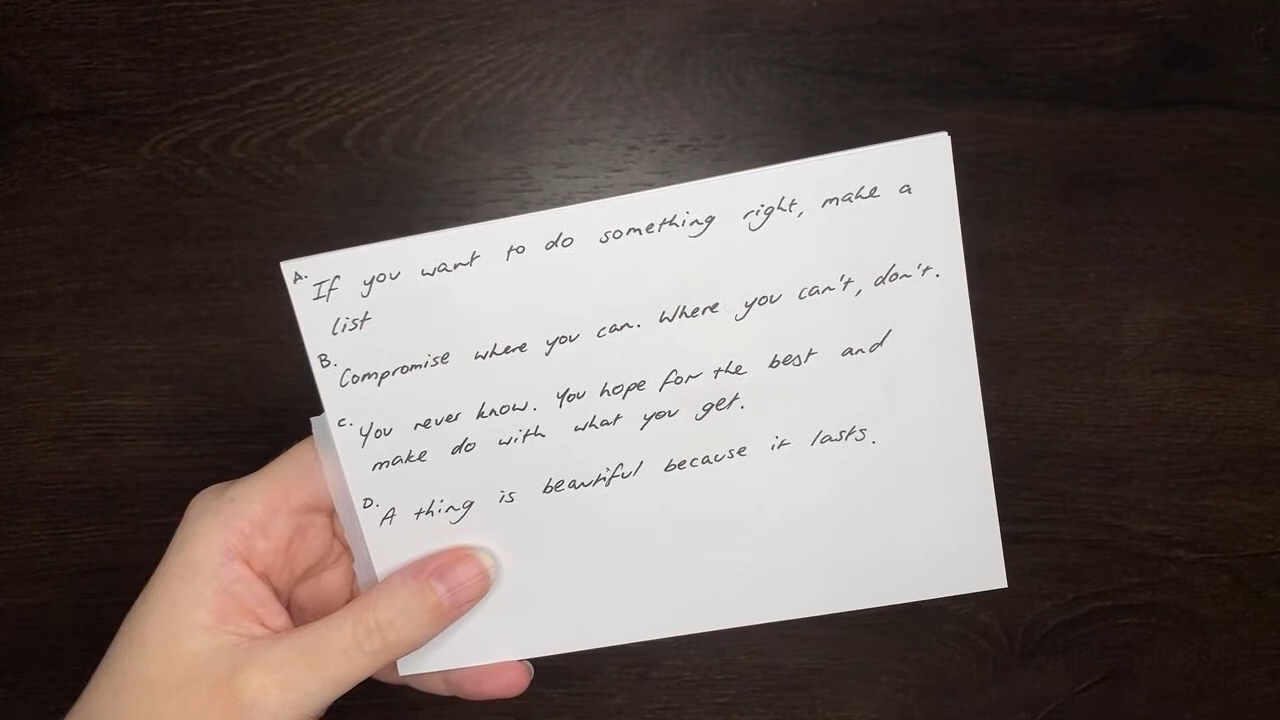 A. If you want to do something right, make a
list
B. Compromise where you can. Where you can't, don't.
C. You never know. You hope for the best and
make do with what you get.
D. A thing is beautiful because it lasts.